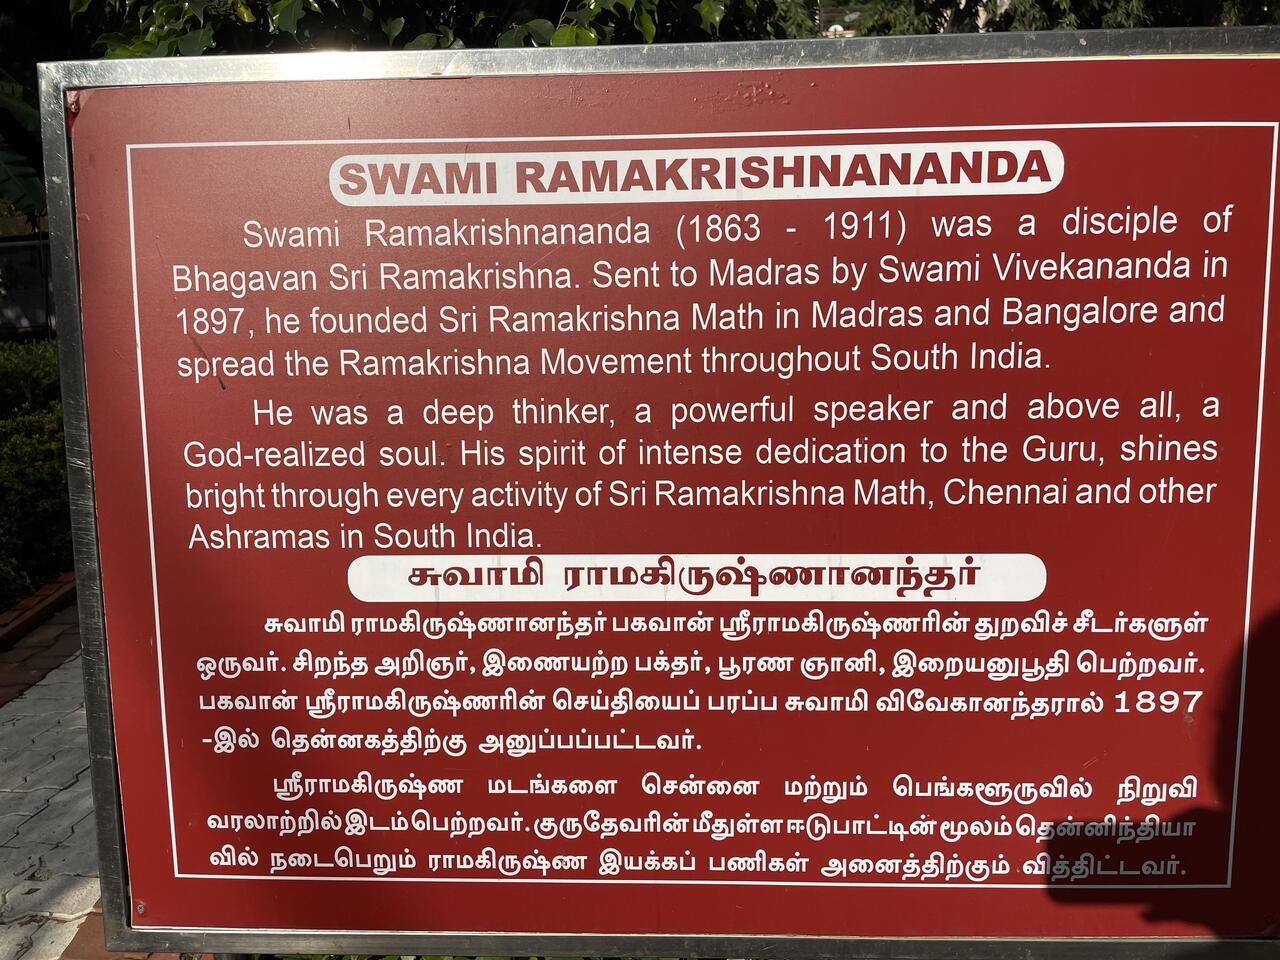 SWAMI RAMAKRISHNANANDA
Swami Ramakrishnananda (1863 - 1911) was a disciple of
Bhagavan Sri Ramakrishna. Sent to Madras by Swami Vivekananda in
1897, he founded Sri Ramakrishna Math in Madras and Bangalore and
spread the Ramakrishna Movement throughout South India.
He was a deep thinker, a powerful speaker and above all, a
God-realized soul. His spirit of intense dedication to the Guru, shines
bright through every activity of Sri Ramakrishna Math, Chennai and other
Ashramas in South India.
சுவாமி ராமகிருஷ்ணானந்தர்
சுவாமி ராமகிருஷ்ணானந்தர் பகவான் ஸ்ரீராமகிருஷ்ணரின் துறவிச் சீடர்களுள்
ஒருவர். சிறந்த அறிஞர், இணையற்ற பக்தர், பூரண ஞானி, இறையனுபூதி பெற்றவர்.
பகவான் ஸ்ரீராமகிருஷ்ணரின் செய்தியைப் பரப்ப சுவாமி விவேகானந்தரால் 1897
-இல் தென்னகத்திற்கு அனுப்பப்பட்டவர்.
ஸ்ரீராமகிருஷ்ண மடங்களை சென்னை மற்றும் பெங்களூருவில் நிறுவி
வரலாற்றில் இடம் பெற்றவர். குருதேவரின் மீதுள்ள ஈடுபாட்டின் மூலம் தென்னிந்தியா
வில் நடைபெறும் ராமகிருஷ்ண இயக்கப் பணிகள் அனைத்திற்கும் வித்திட்டவர்.